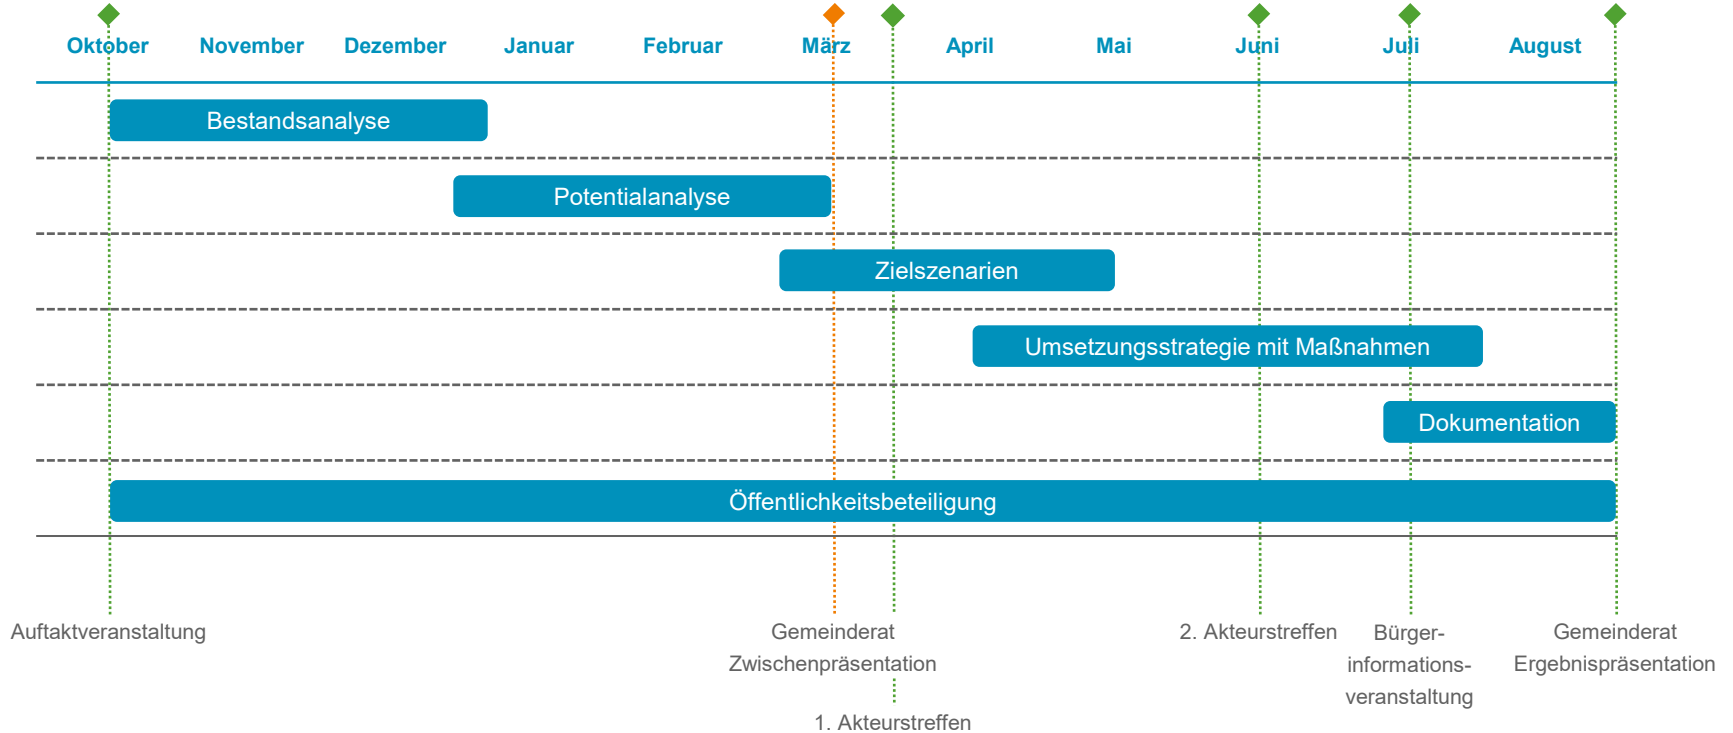 Oktober November Dezember Januar Februar März April Mai Juni Juli August
Bestandsanalyse
Potentialanalyse
Zielszenarien
Umsetzungsstrategie mit Maßnahmen
Dokumentation
Öffentlichkeitsbeteiligung
Auftaktveranstaltung
Gemeinderat
Zwischenpräsentation
1. Akteurstreffen
2. Akteurstreffen
Bürger-
informations-
veranstaltung
Gemeinderat
Ergebnispräsentation